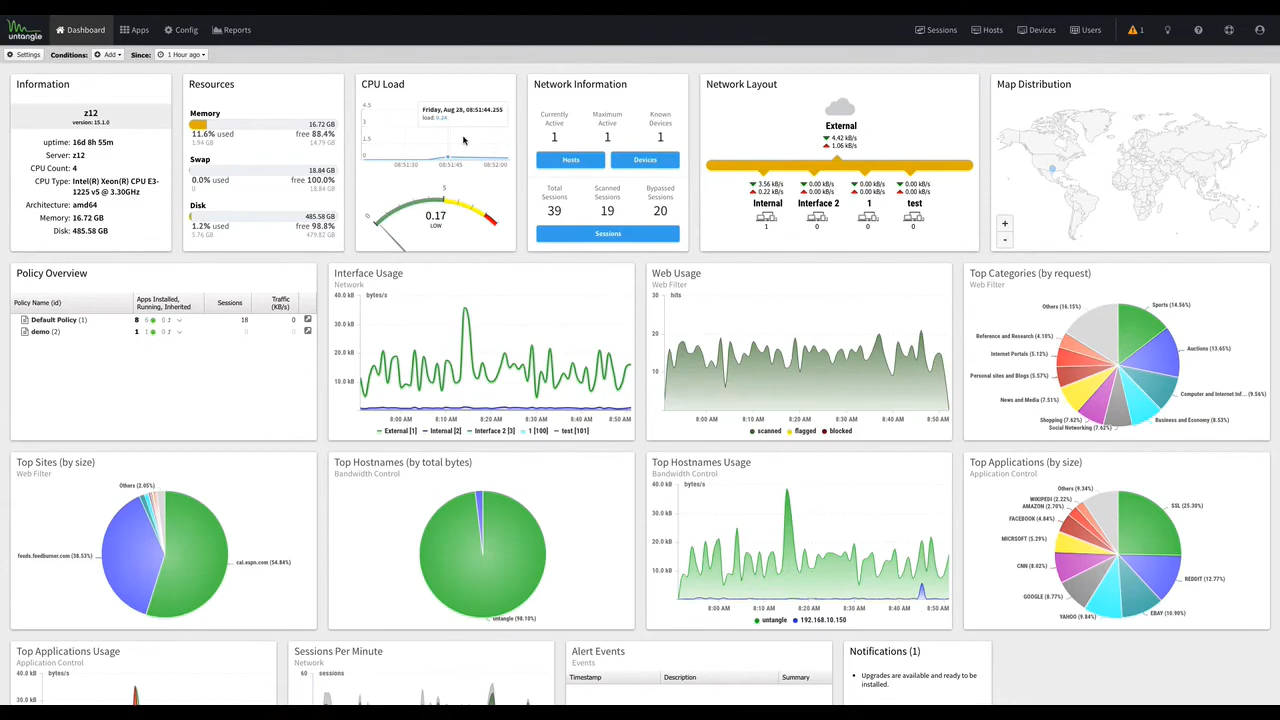 untangle
Dashboard
Apps
Config
Reports
Sessions
Hosts
Devices
Users
1
Settings
Conditions:
Add
Since:
1 Hour ago
Information
z12
version: 15.1.0
uptime: 16d 8h 55m
Server: z12
CPU Count: 4
CPU Type: Intel(R) Xeon(R) CPU E3-
1225 v5 @ 3.30GHz
Architecture: amd64
Memory: 16.72 GB
Disk: 485.58 GB
Resources
Memory
16.72 GB
11.6% used free 88.4%
1.94 GB 14.79 GB
Swap
18.84 GB
0.0% used free 100.0%
0 18.84 GB
Disk
485.58 GB
1.2% used free 98.8%
5.76 GB 479.82 GB
CPU Load
4.5
3
1.5
0
Friday, Aug 28, 08:51:44.255
load: 0.24
08:51:30 08:51:45 08:52:00
5
0
0.17
LOW
Network Information
Currently Maximum Known
Active Active Devices
1 1 1
Hosts Devices
Total Scanned Bypassed
Sessions Sessions Sessions
39 19 20
Sessions
Network Layout
External
4.42 kB/s
1.06 kB/s
3.56 kB/s 0.00 kB/s 0.00 kB/s 0.00 kB/s
0.22 kB/s 0.00 kB/s 0.00 kB/s 0.00 kB/s
Internal Interface 2 1 test
1 0 0 0
Map Distribution
+
-
Policy Overview
Policy Name (id) Apps Installed, Running, Inherited Sessions Traffic (KB/s)
Default Policy (1) 8 6 0 18 0
demo (2) 1 1 0 0 0
Interface Usage
Network
40.0 kB bytes/s
30.0 kB
20.0 kB
10.0 kB
8:00 AM 8:10 AM 8:20 AM 8:30 AM 8:40 AM 8:50 AM
External [1] Internal [2] Interface 2 [3] 1 [100] test [101]
Web Usage
Web Filter
30 hits
20
10
8:00 AM 8:10 AM 8:20 AM 8:30 AM 8:40 AM 8:50 AM
scanned flagged blocked
Top Categories (by request)
Web Filter
Others (16.15%)
Sports (14.56%)
Reference and Research (4.10%)
Auctions (13.65%)
Internet Portals (5.12%)
Personal sites and Blogs (5.57%)
Computer and Internet Inf... (9.56%)
News and Media (7.51%)
Shopping (7.62%)
Business and Economy (8.53%)
Social Networking (7.62%)
Top Sites (by size)
Web Filter
Others (2.05%)
feeds.feedburner.com (38.53%)
cal.espn.com (54.84%)
Top Hostnames (by total bytes)
Bandwidth Control
untangle (98.10%)
Top Hostnames Usage
Bandwidth Control
40.0 kB bytes/s
30.0 kB
20.0 kB
10.0 kB
8:00 AM 8:10 AM 8:20 AM 8:30 AM 8:40 AM 8:50 AM
untangle 192.168.10.150
Top Applications (by size)
Application Control
Others (9.34%)
WIKIPEDI (2.22%)
AMAZON (2.78%)
SSL (25.30%)
FACEBOOK (4.84%)
MICRSOFT (5.29%)
CNN (8.02%)
REDDIT (12.77%)
GOOGLE (8.77%)
EBAY (10.90%)
YAHOO (9.84%)
Top Applications Usage
Application Control
40.0 kB bytes/s
30.0 kB
Sessions Per Minute
Network
60 sessions
Alert Events
Events
Timestamp Description Summary
Notifications (1)
Upgrades are available and ready to
installed.